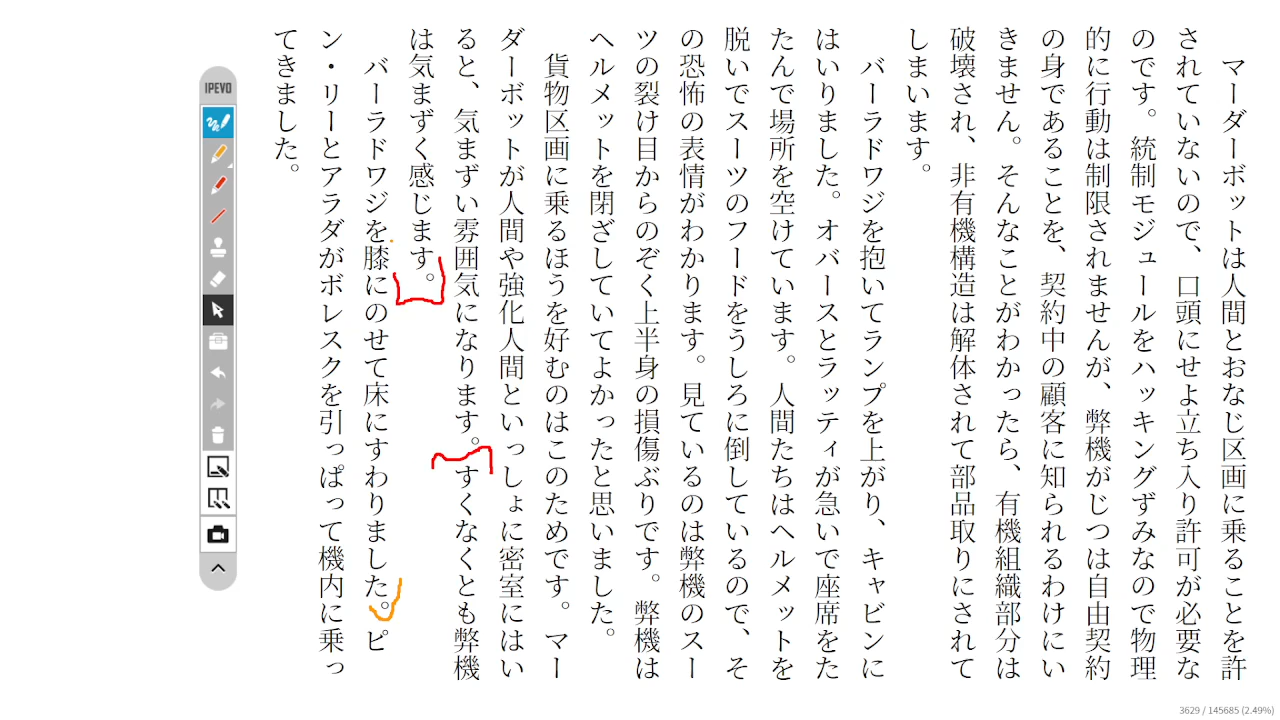 マーダーボットは人間とおなじ区画に乗ることを許
されていないので、口頭にせよ立ち入り許可が必要な
のです。統制モジュールをハッキングずみなので物理
的に行動は制限されませんが、弊機がじつは自由契約
の身であることを、契約中の顧客に知られるわけにい
きません。そんなことがわかったら、有機組織部分は
破壊され、非有機構造は解体されて部品取りにされて
しまいます。
バーラドワジを抱いてランプを上がり、キャビンに
はいりました。オバースとラッティが急いで座席をた
たんで場所を空けています。人間たちはヘルメットを
脱いでスーツのフードをうしろに倒しているので、そ
の恐怖の表情がわかります。見ているのは弊機のスー
ツの裂け目からのぞく上半身の損傷ぶりです。弊機は
ヘルメットを閉ざしていてよかったと思いました。
貨物区画に乗るほうを好むのはこのためです。マー
ダーボットが人間や強化人間といっしょに密室にはい
ると、気まずい雰囲気になります。すくなくとも弊機
は気まずく感じます。
バーラドワジを膝にのせて床にすわりました。ピ
ン・リーとアラダがボレスクを引っぱって機内に乗っ
てきました。
IPEVO
3629 / 145685 (2.49%)